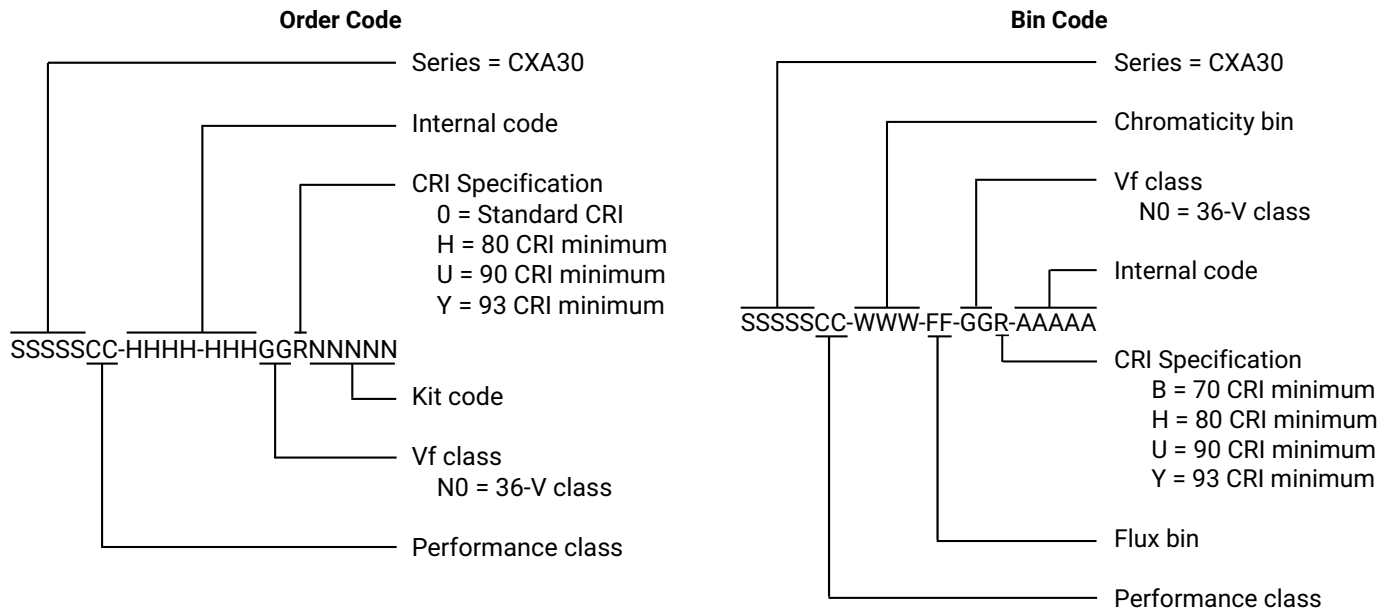 Order Code
Series = CXA30
Internal code
CRI Specification
0 = Standard CRI
H = 80 CRI minimum
U = 90 CRI minimum
Y = 93 CRI minimum
SSSSSCC-HHHH-HHHGGRNNNNN
Kit code
Vf class
N0 = 36-V class
Performance class
Bin Code
Series = CXA30
Chromaticity bin
Vf class
N0 = 36-V class
Internal code
SSSSSCC-WWW-FF-GGR-AAAAA
CRI Specification
B = 70 CRI minimum
H = 80 CRI minimum
U = 90 CRI minimum
Y = 93 CRI minimum
Flux bin
Performance class